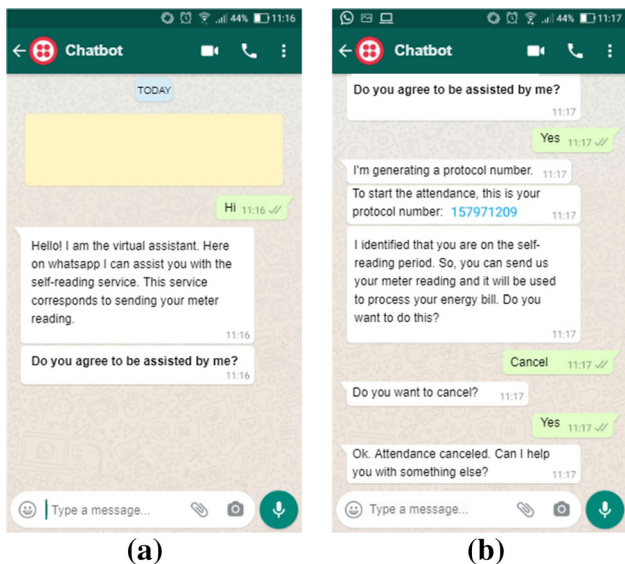 44% 11:16
Chatbot
TODAY
Hi 11:16
Hello! I am the virtual assistant. Here
on whatsapp I can assist you with the
self-reading service. This service
corresponds to sending your meter
reading.
11:16
Do you agree to be assisted by me?
11:16
Type a message...
(a)
44% 11:17
Chatbot
Do you agree to be assisted by me?
11:17
Yes 11:17
I'm generating a protocol number. 11:17
To start the attendance, this is your
protocol number: 157971209 11:17
I identified that you are on the self-
reading period. So, you can send us
your meter reading and it will be used
to process your energy bill. Do you
want to do this?
11:17
Cancel 11:17
Do you want to cancel? 11:17
Yes 11:17
Ok. Attendance canceled. Can I help
you with something else? 11:17
Type a message...
(b)